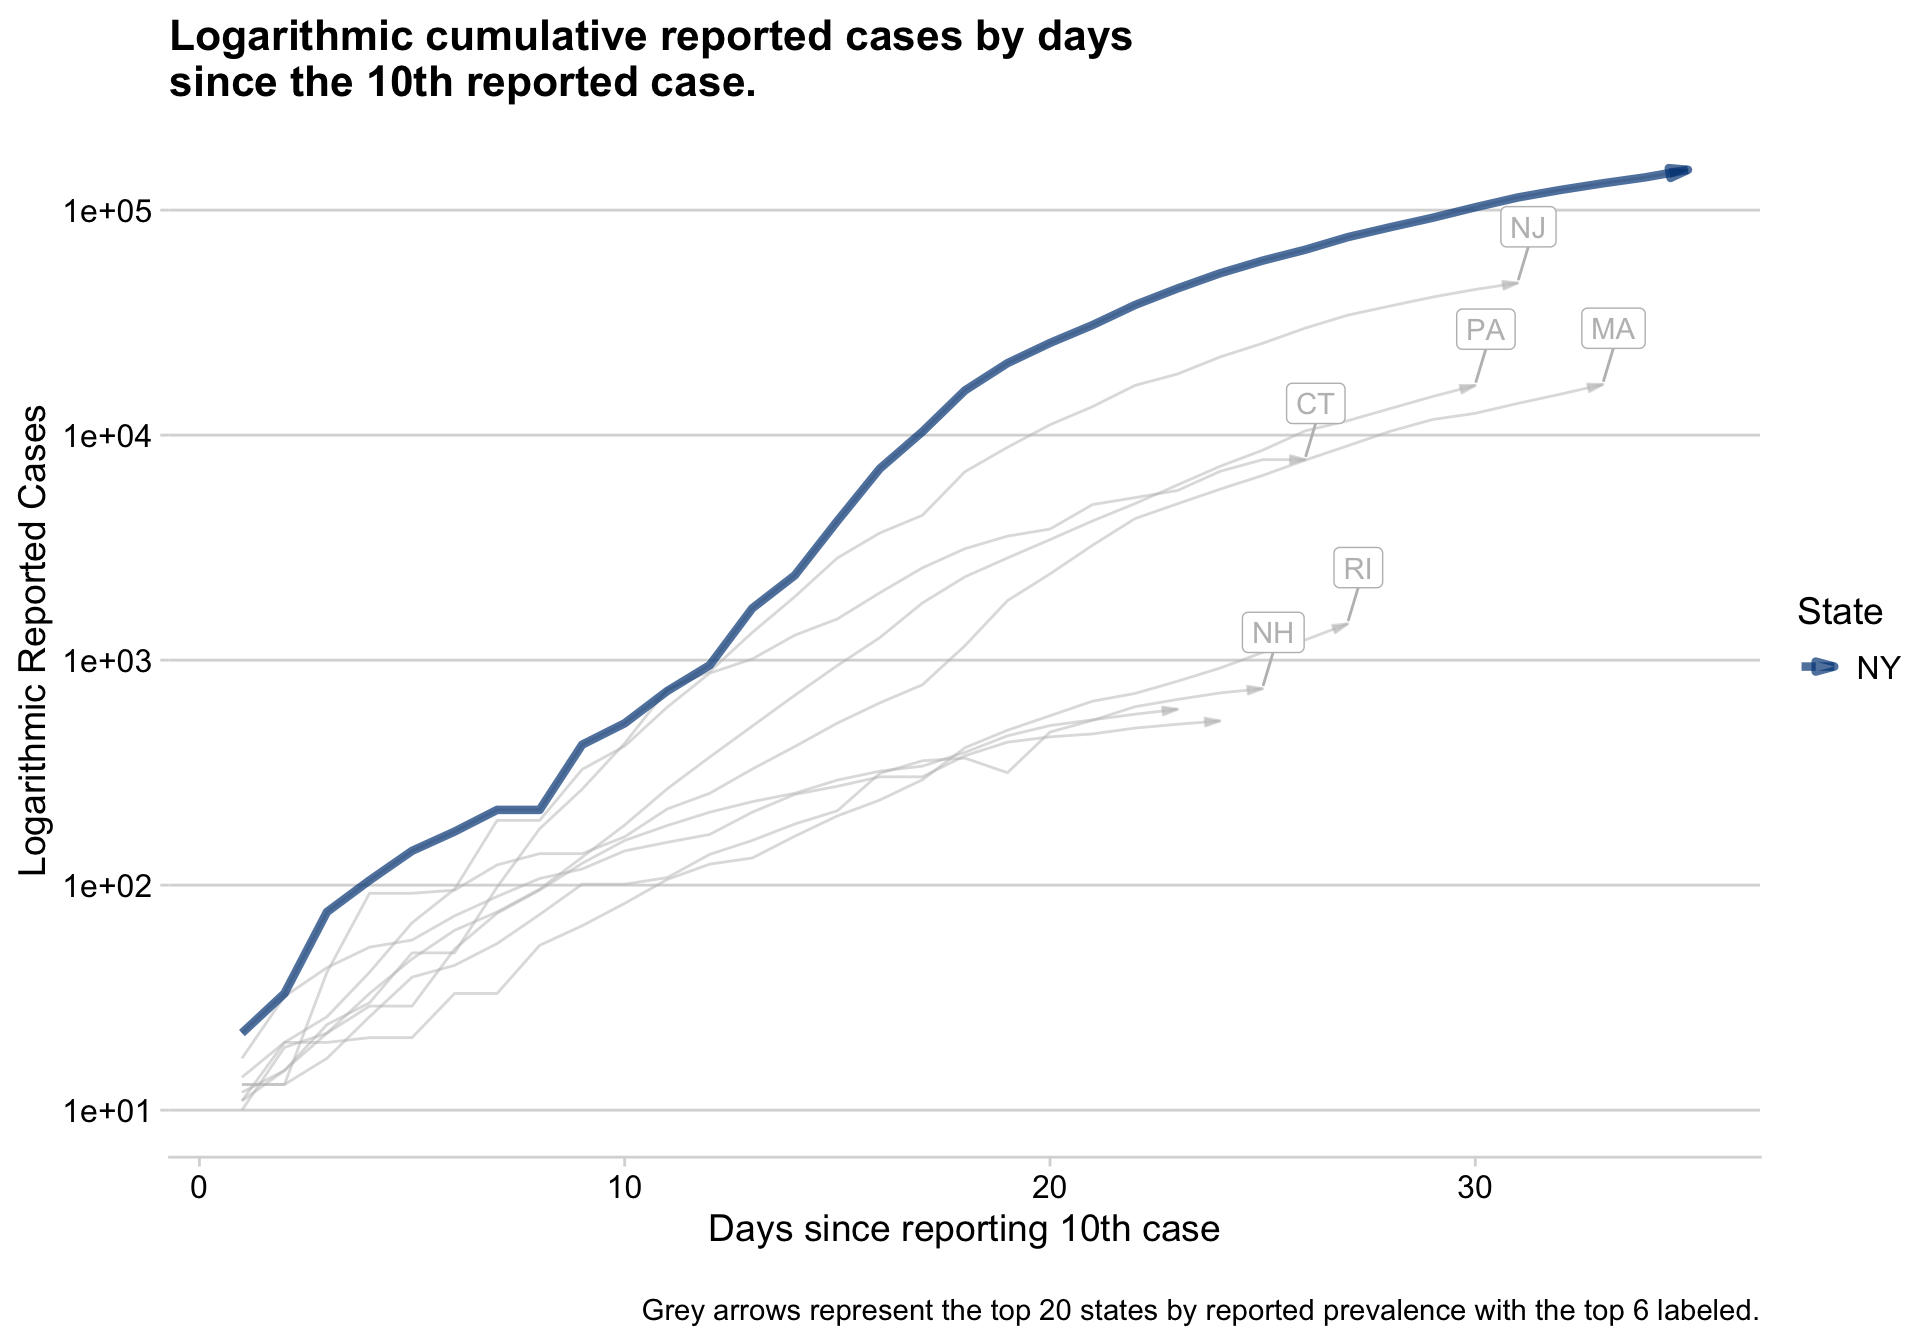 Logarithmic cumulative reported cases by days
since the 10th reported case.
1e+05
1e+04
1e+03
1e+02
1e+01
Logarithmic Reported Cases
NJ
PA
MA
CT
RI
NH
State
NY
0
10
20
30
Days since reporting 10th case
Grey arrows represent the top 20 states by reported prevalence with the top 6 labeled.